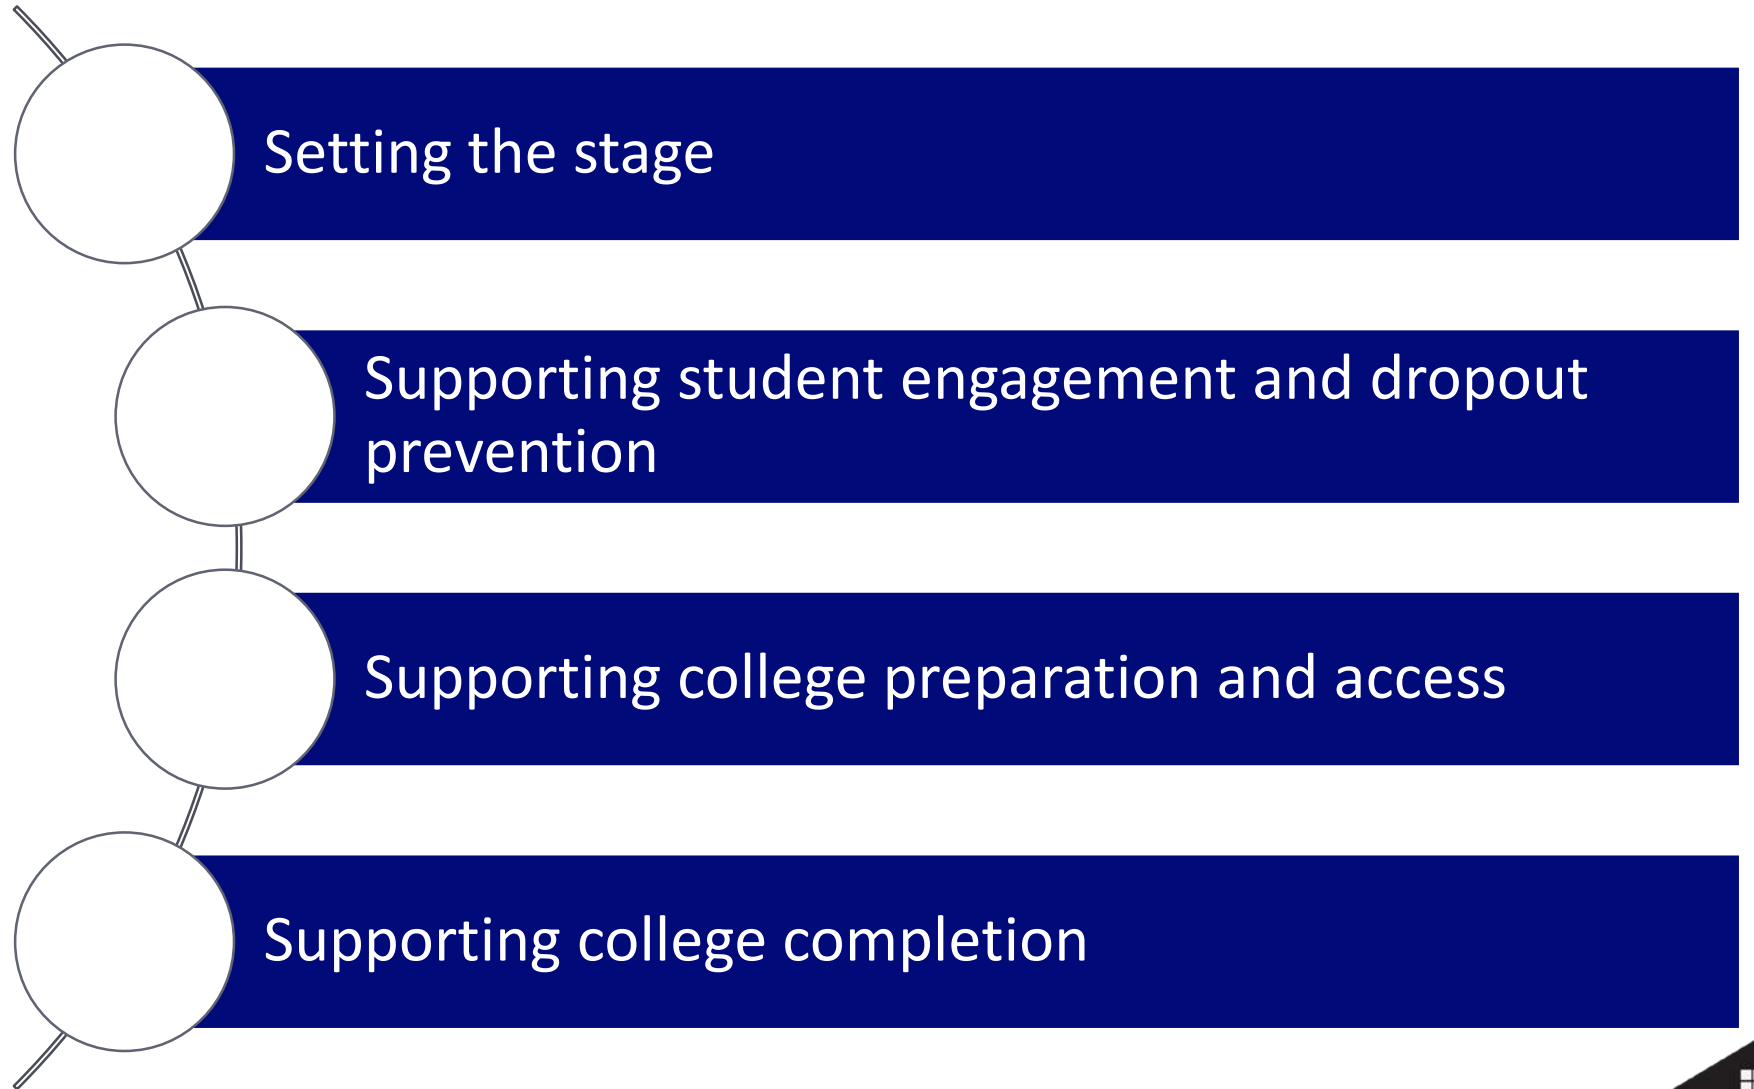 Setting the stage
Supporting student engagement and dropout
prevention
Supporting college preparation and access
Supporting college completion